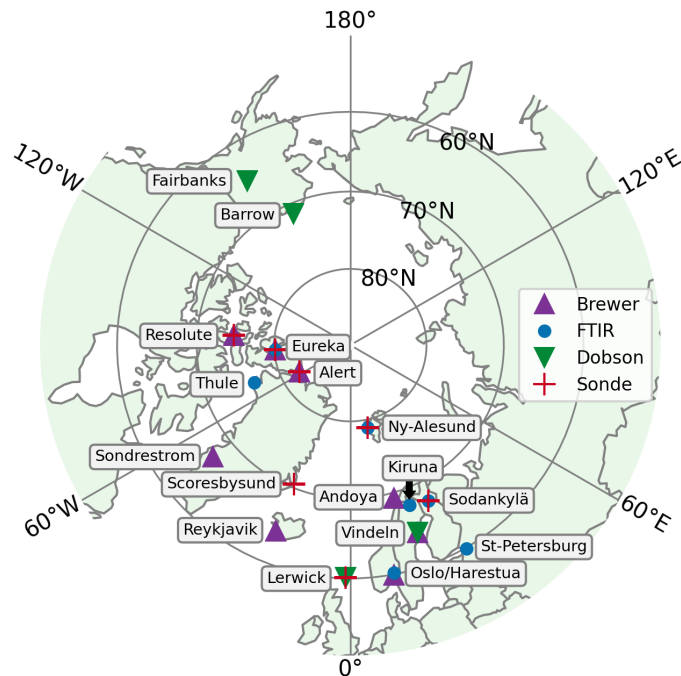 180°
60°N
120°W
120°E
Fairbanks
70°N
Barrow
80°N
Brewer
FTIR
Dobson
Sonde
Resolute
Eureka
Alert
Thule
Ny-Alesund
Sondrestrom
Kiruna
Scoresbysund
Andoya
Sodankylä
60°W
60°E
Reykjavik
Vindeln
St-Petersburg
Lerwick
Oslo/Harestua
0°